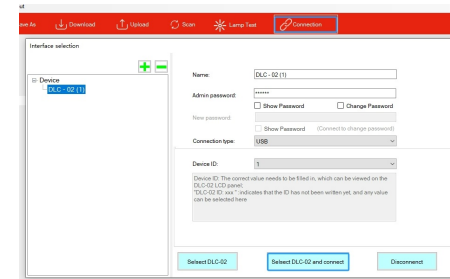 ut
ave As Download Upload Scan Lamp Test Connection
Interface selection
Device
DLC - 02 (1)
Name: DLC - 02 (1)
Admin password: ••••••
Show Password Change Password
New password:
Show Password (Connect to change password)
Connection type: USB
Device ID: 1
Device ID: The correct value needs to be filled in, which can be viewed on the
DLC-02 LCD panel;
"DLC-02 ID: xxx " :indicates that the ID has not been written yet, and any value
can be selected here
Selsect DLC-02 Selsect DLC-02 and connect Disconnenct